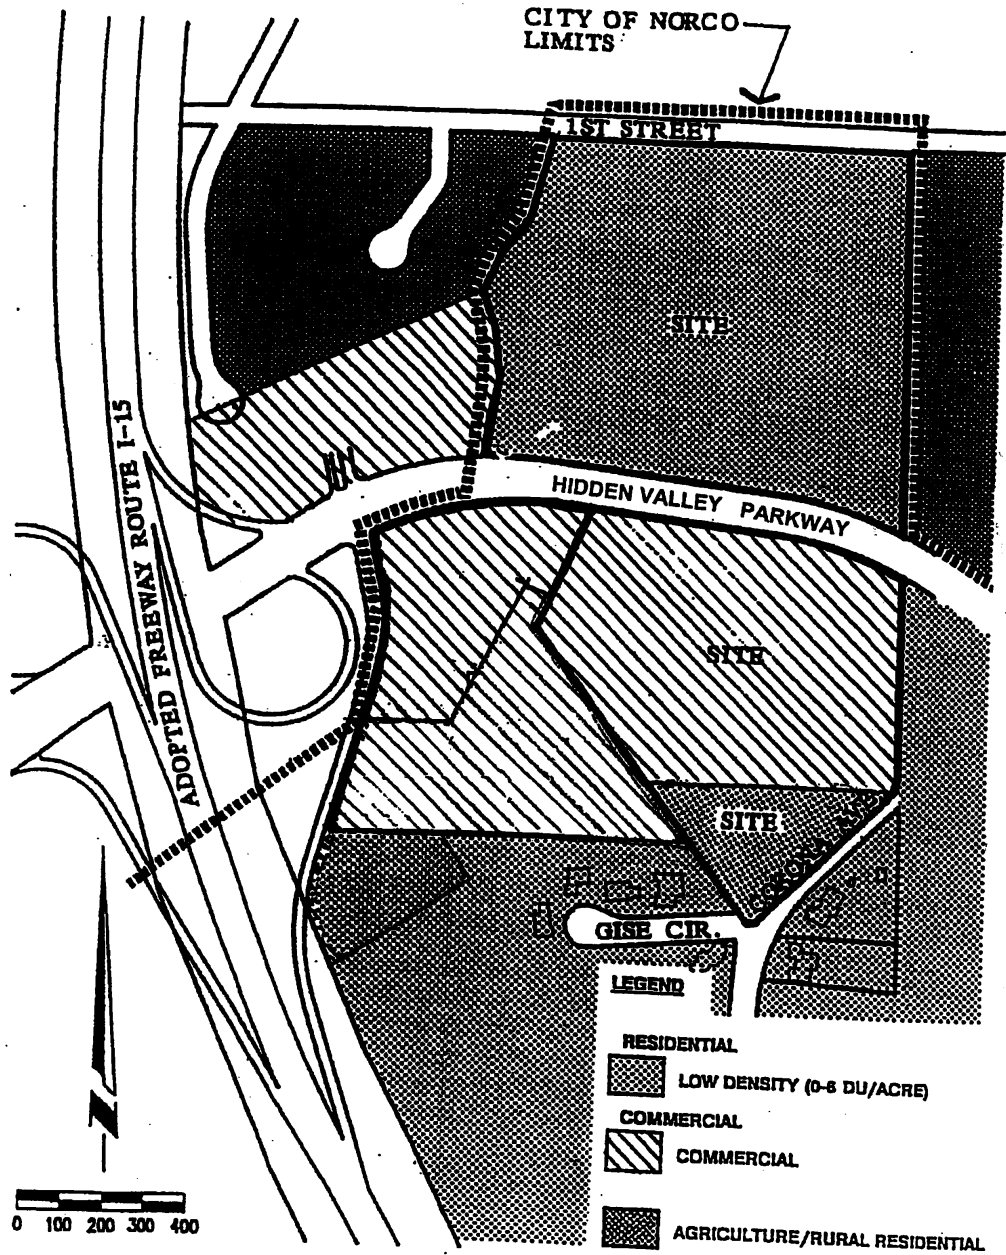 CITY OF NORCO
LIMITS
1ST STREET
SITE
HIDDEN VALLEY PARKWAY
ADOPTED FREEWAY ROUTE I-15
SITE
SITE
GISE CIR.
LEGEND
RESIDENTIAL
LOW DENSITY (0-6 DU/ACRE)
COMMERCIAL
COMMERCIAL
AGRICULTURE/RURAL RESIDENTIAL
N
0 100 200 300 400